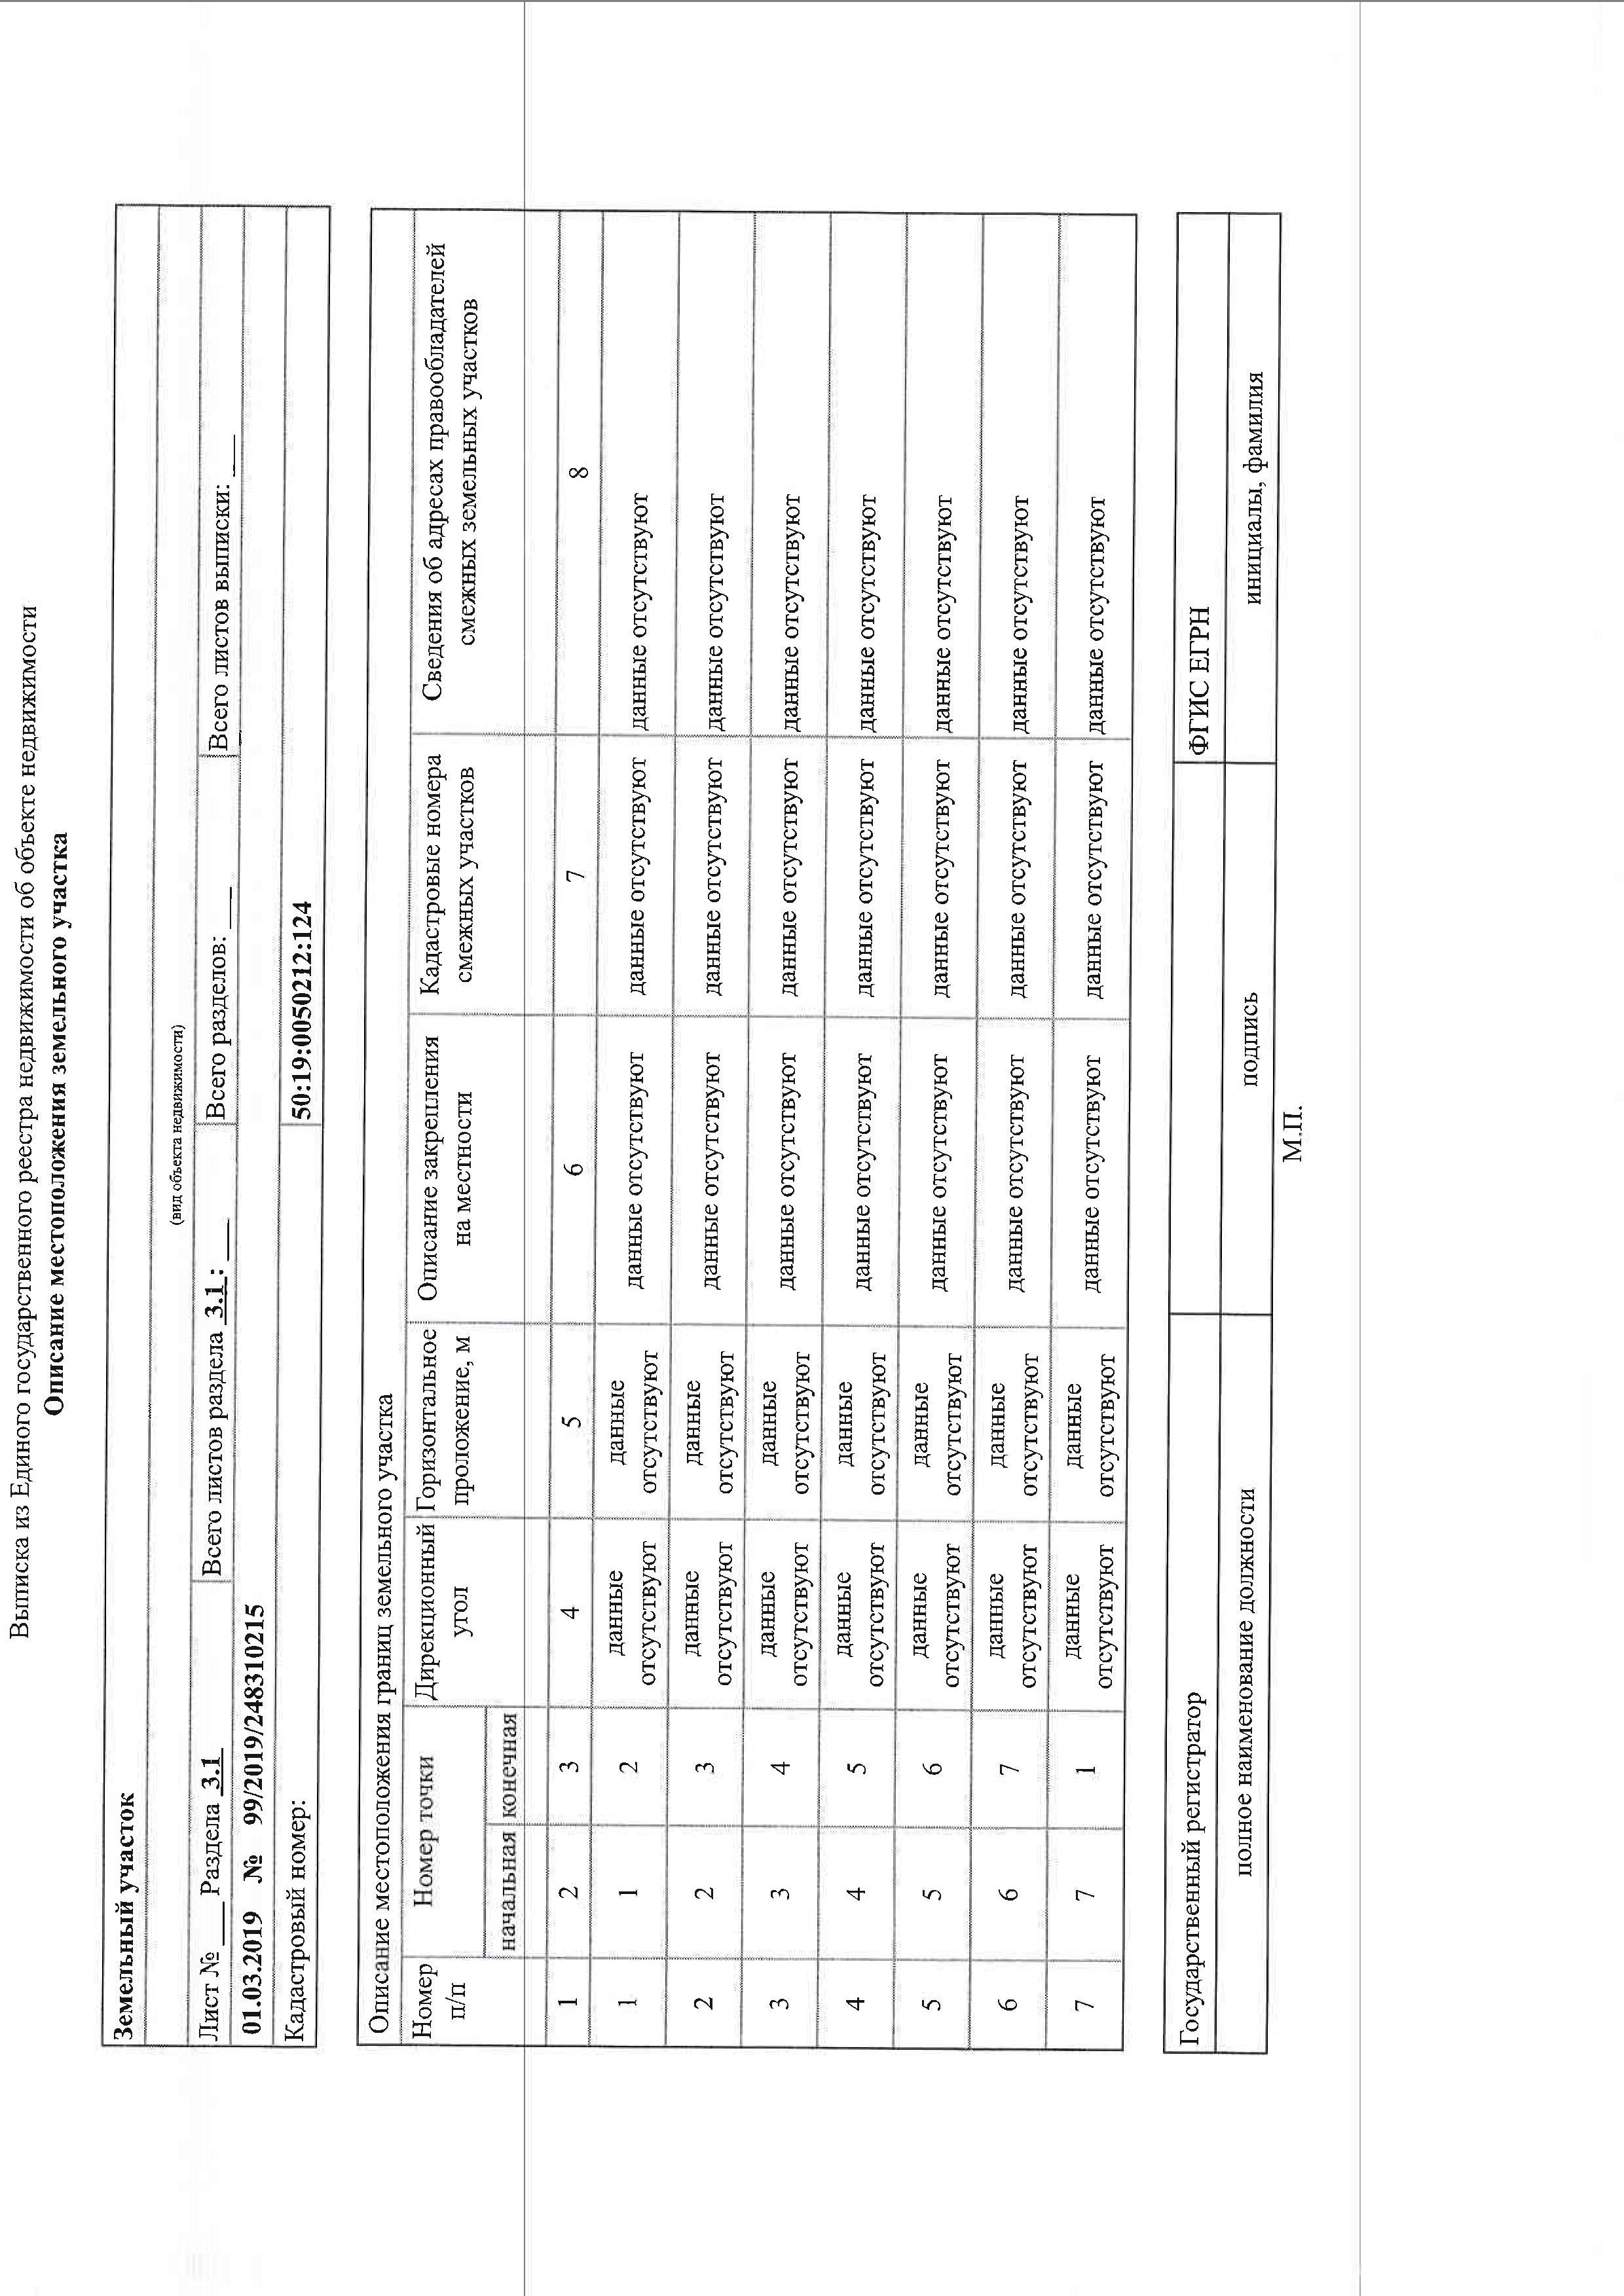 Выписка из Единого государственного реестра недвижимости об объекте недвижимости
Описание местоположения земельного участка
Земельный участок
(вид объекта недвижимости)
Лист № ___ Раздела 3.1 Всего листов раздела 3.1 : ___ Всего разделов: ___ Всего листов выписки: ___
01.03.2019 № 99/2019/248310215
Кадастровый номер: 50:19:0050212:124
Описание местоположения границ земельного участка
Номер п/п Номер точки Дирекционный угол Горизонтальное проложение, м Описание закрепления на местности Кадастровые номера смежных участков Сведения об адресах правообладателей смежных земельных участков
начальная конечная
1 2 3 4 5 6 7 8
1 1 2 данные отсутствуют данные отсутствуют данные отсутствуют данные отсутствуют данные отсутствуют
2 2 3 данные отсутствуют данные отсутствуют данные отсутствуют данные отсутствуют данные отсутствуют
3 3 4 данные отсутствуют данные отсутствуют данные отсутствуют данные отсутствуют данные отсутствуют
4 4 5 данные отсутствуют данные отсутствуют данные отсутствуют данные отсутствуют данные отсутствуют
5 5 6 данные отсутствуют данные отсутствуют данные отсутствуют данные отсутствуют данные отсутствуют
6 6 7 данные отсутствуют данные отсутствуют данные отсутствуют данные отсутствуют данные отсутствуют
7 7 1 данные отсутствуют данные отсутствуют данные отсутствуют данные отсутствуют данные отсутствуют
Государственный регистратор ФГИС ЕГРН
полное наименование должности подпись инициалы, фамилия
М.П.